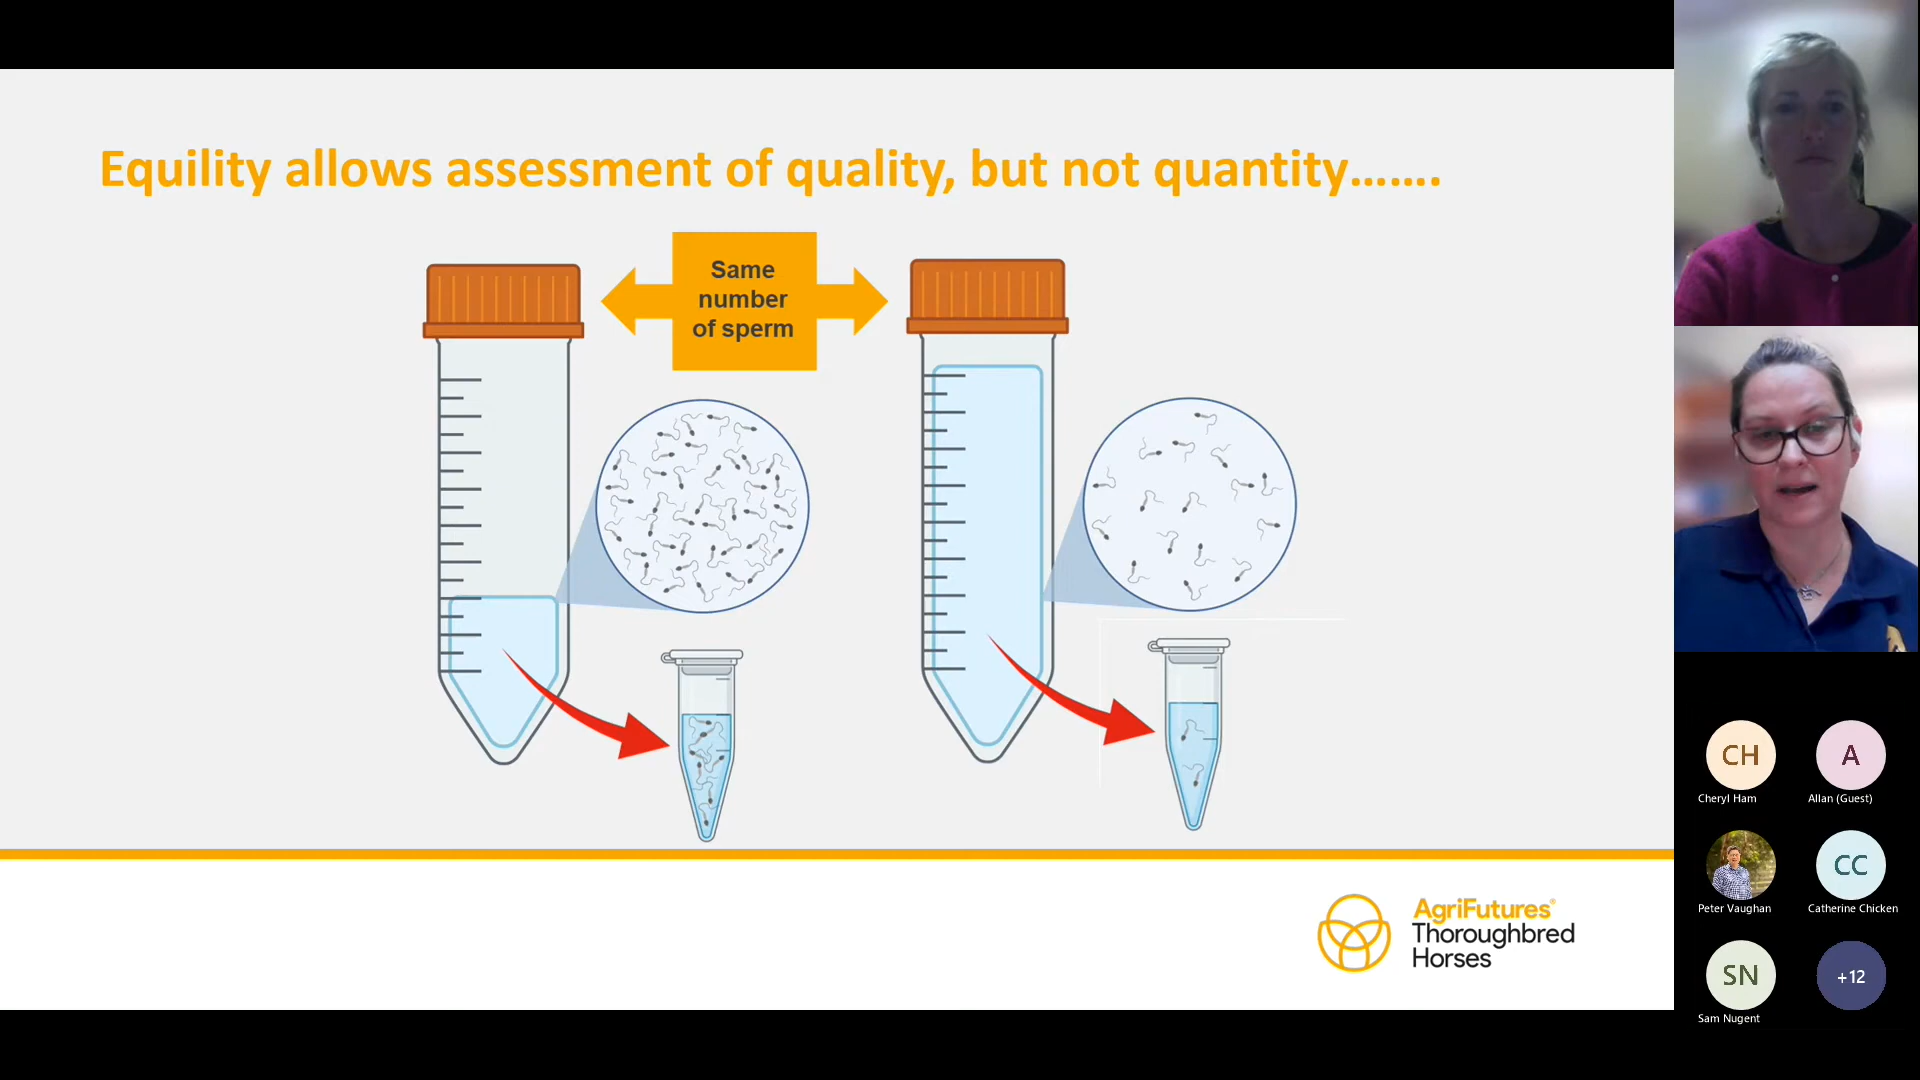 Equility allows assessment of quality, but not quantity…….
Same
number
of sperm
AgriFutures®
Thoroughbred
Horses
CH
Cheryl Ham
A
Allan (Guest)
Peter Vaughan
CC
Catherine Chicken
SN
Sam Nugent
+12